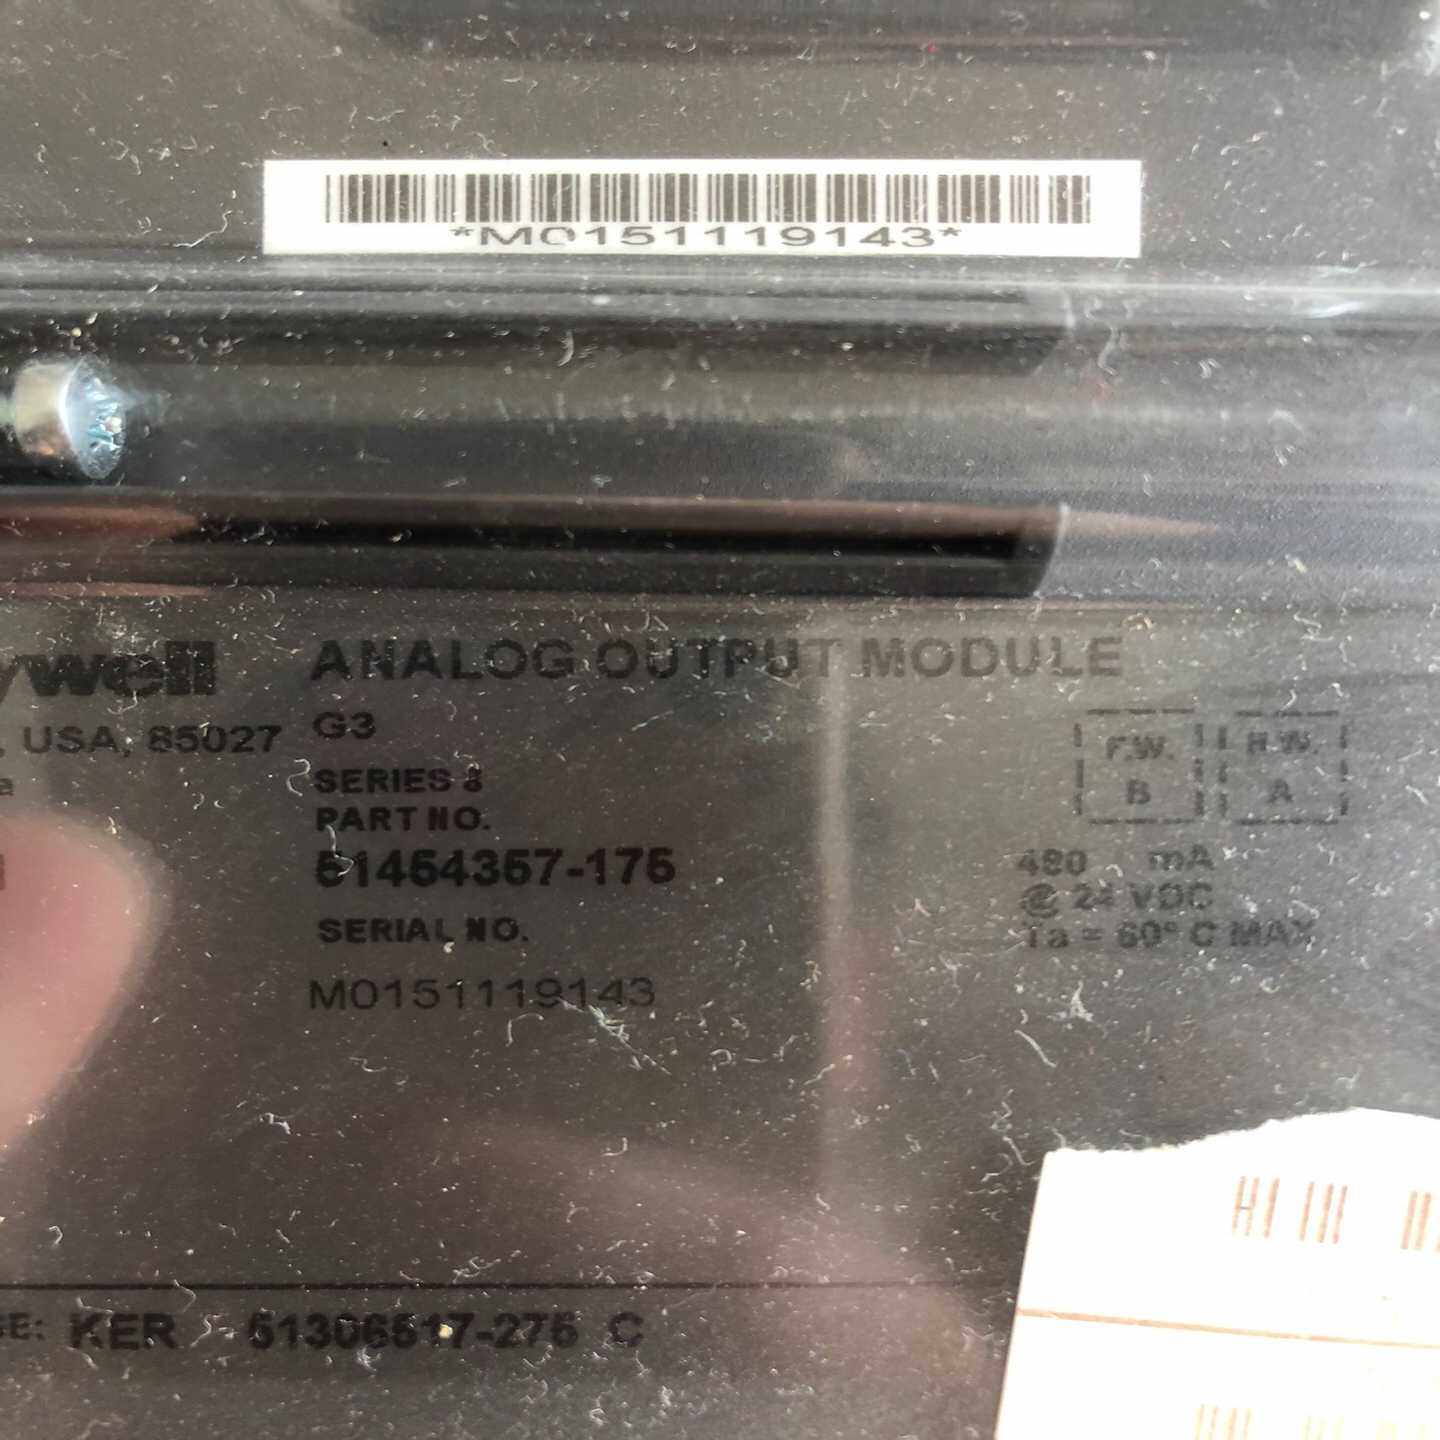 *M0151119143*
ywell
ANALOG OUTPUT MODULE
, USA, 85027
G3
F.W.
H.W.
a
SERIES 8
B
A
PART NO.
51454357-175
480 mA
@ 24 VDC
SERIAL NO.
Ta = 60° C MAX
M0151119143
SE: KER 51306517-275 C